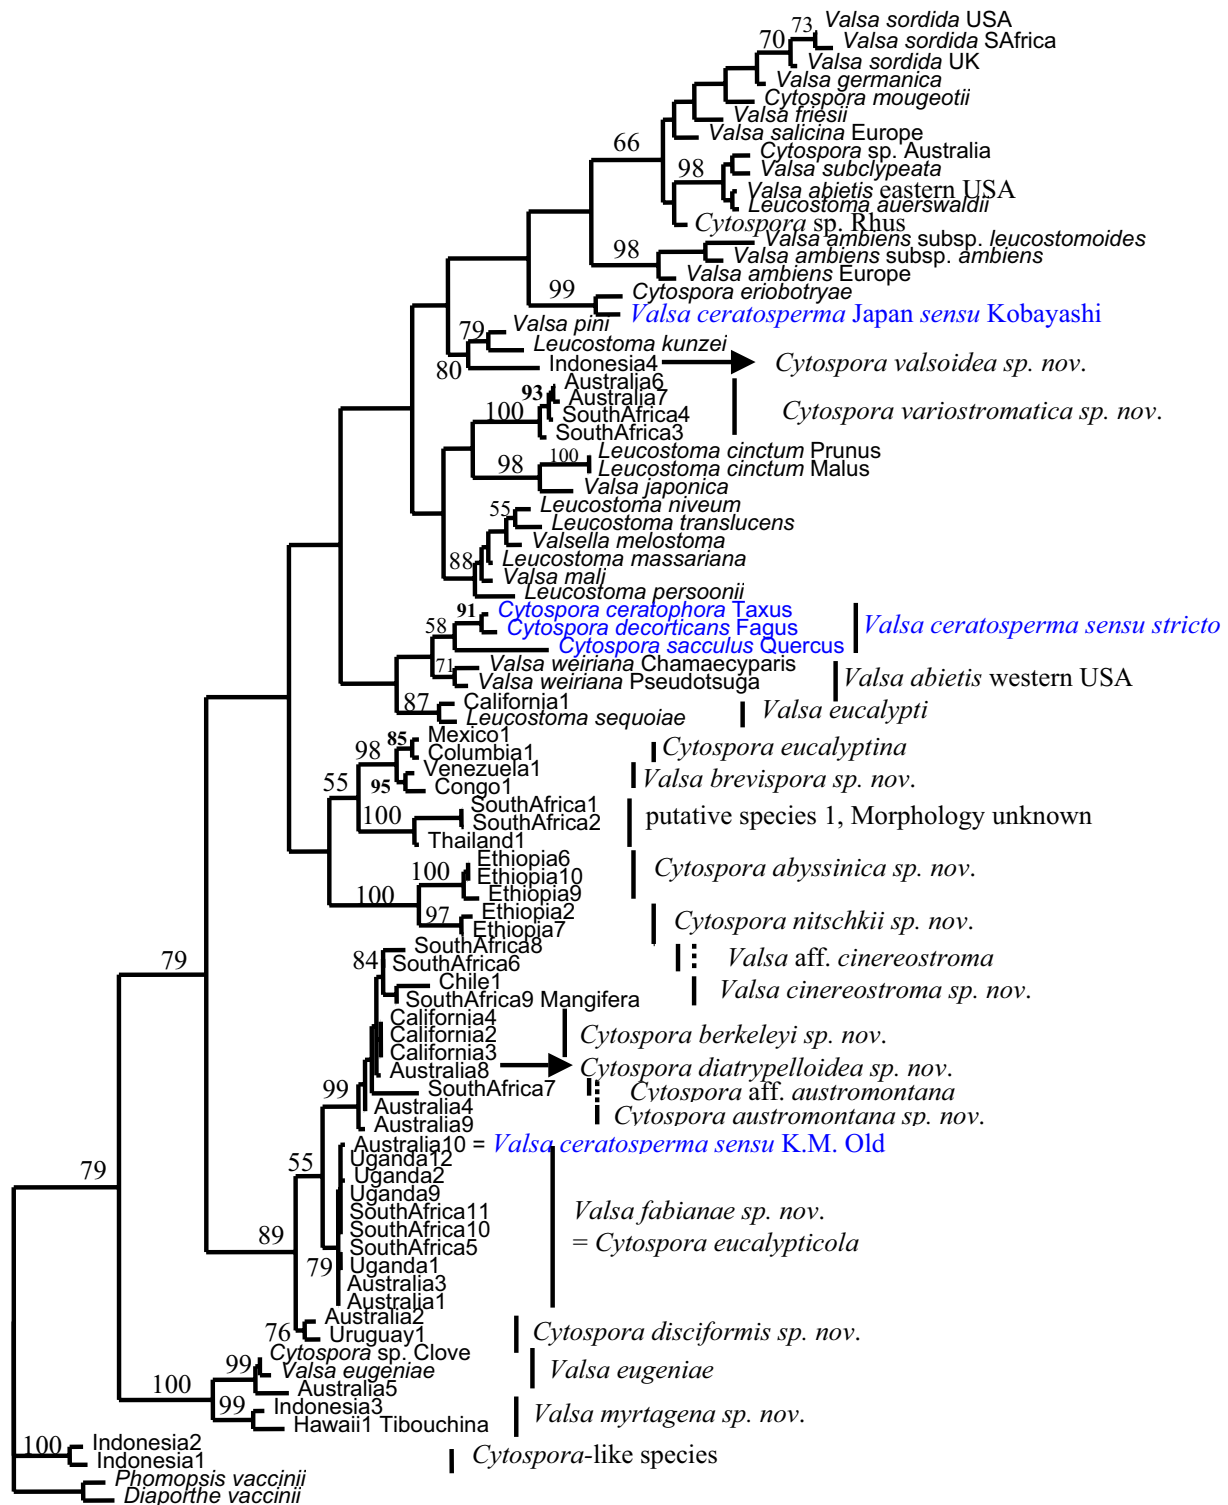 Valsa sordida USA
73
70
Valsa sordida SAfrica
Valsa sordida UK
Valsa germanica
Cytospora mougeotii
Valsa friesii
Valsa salicina Europe
66
Cytospora sp. Australia
98
Valsa subclypeata
Valsa abietis eastern USA
Leucostoma auerswaldii
Cytospora sp. Rhus
Valsa ambiens subsp. leucostomoides
98
Valsa ambiens subsp. ambiens
Valsa ambiens Europe
99
Cytospora eriobotryae
Valsa ceratosperma Japan sensu Kobayashi
79
Valsa pini
Leucostoma kunzei
80
Indonesia4
Cytospora valsoidea sp. nov.
Australia6
93
Australia7
Cytospora variostromatica sp. nov.
100
SouthAfrica4
SouthAfrica3
Leucostoma cinctum Prunus
98
100
Leucostoma cinctum Malus
Valsa japonica
Leucostoma niveum
55
Leucostoma translucens
Valsella melostoma
88
Leucostoma massariana
Valsa mali
Leucostoma persoonii
91
Cytospora ceratophora Taxus
58
Cytospora decorticans Fagus
Valsa ceratosperma sensu stricto
Cytospora sacculus Quercus
71
Valsa weiriana Chamaecyparis
Valsa weiriana Pseudotsuga
Valsa abietis western USA
87
California1
Valsa eucalypti
Leucostoma sequoiae
85
Mexico1
98
Columbia1
Cytospora eucalyptina
Venezuela1
55
95
Congo1
Valsa brevispora sp. nov.
SouthAfrica1
100
SouthAfrica2
putative species 1, Morphology unknown
Thailand1
Ethiopia6
100
Ethiopia10
Cytospora abyssinica sp. nov.
100
Ethiopia9
97
Ethiopia2
Cytospora nitschkii sp. nov.
Ethiopia7
SouthAfrica8
79
84
SouthAfrica6
Valsa aff. cinereostroma
Chile1
SouthAfrica9 Mangifera
Valsa cinereostroma sp. nov.
California4
California2
Cytospora berkeleyi sp. nov.
California3
Australia8
Cytospora diatrypelloidea sp. nov.
99
SouthAfrica7
Cytospora aff. austromontana
Australia4
Cytospora austromontana sp. nov.
Australia9
Australia10 = Valsa ceratosperma sensu K.M. Old
79
55
Uganda12
Uganda2
Uganda9
SouthAfrica11
Valsa fabianae sp. nov.
SouthAfrica10
89
SouthAfrica5
= Cytospora eucalypticola
79
Uganda1
Australia3
Australia1
Australia2
76
Uruguay1
Cytospora disciformis sp. nov.
Cytospora sp. Clove
99
Valsa eugeniae
Valsa eugeniae
100
Australia5
99
Indonesia3
Valsa myrtagena sp. nov.
Hawaii1 Tibouchina
100
Indonesia2
Cytospora-like species
Indonesia1
Phomopsis vaccinii
Diaporthe vaccinii